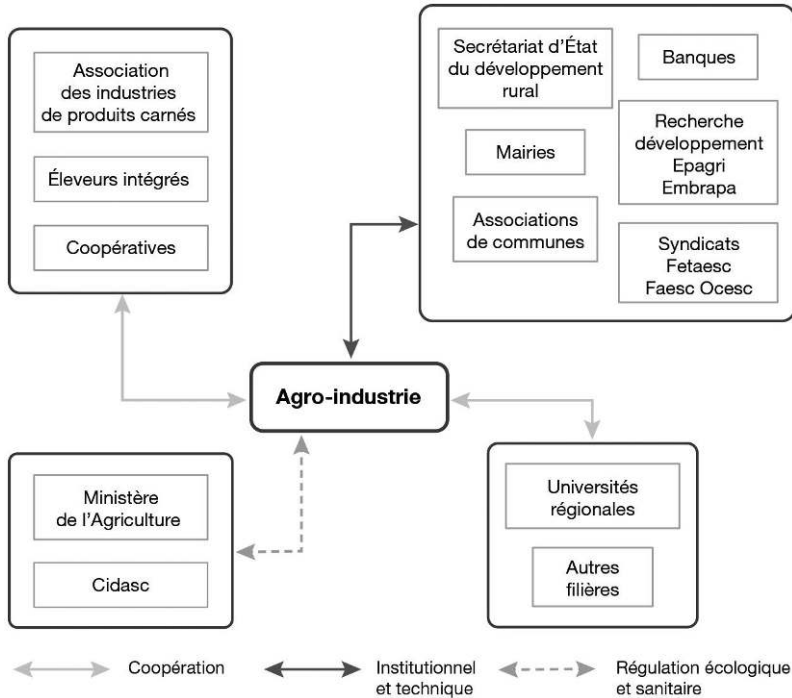 Association
des industries
de produits carnés
Éleveurs intégrés
Coopératives
Secrétariat d’État
du développement
rural
Banques
Mairies
Recherche
développement
Epagri
Embrapa
Associations
de communes
Syndicats
Fetaesc
Faesc Ocesc
Agro-industrie
Ministère
de l’Agriculture
Cidasc
Universités
régionales
Autres
filières
Coopération
Institutionnel
et technique
Régulation écologique
et sanitaire